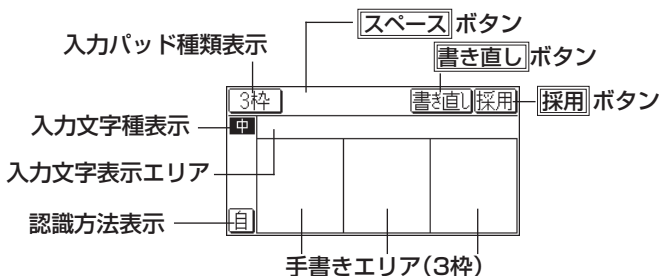 スペース ボタン
入力パッド種類表示
書き直し ボタン
3枠
書き直し 採用
採用 ボタン
入力文字種表示
中
入力文字表示エリア
認識方法表示
自
手書きエリア(3枠)